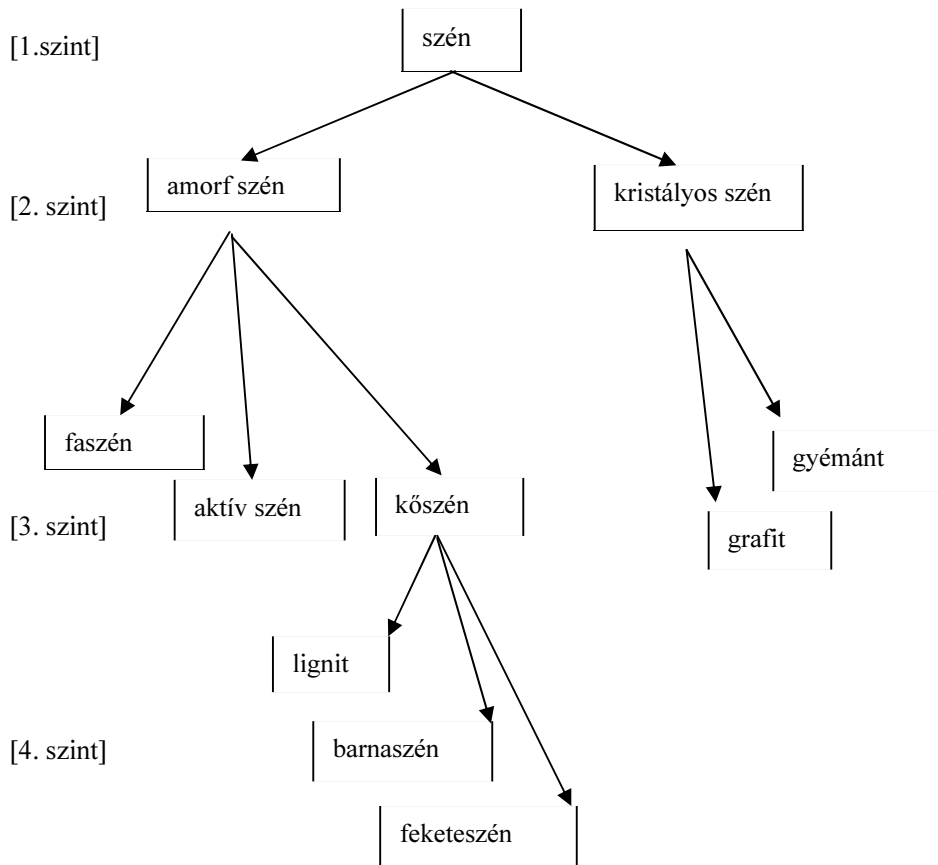 [1.szint]
szén
amorf szén
kristályos szén
[2. szint]
faszén
gyémánt
aktív szén
kőszén
[3. szint]
grafit
lignit
[4. szint]
barnaszén
feketeszén